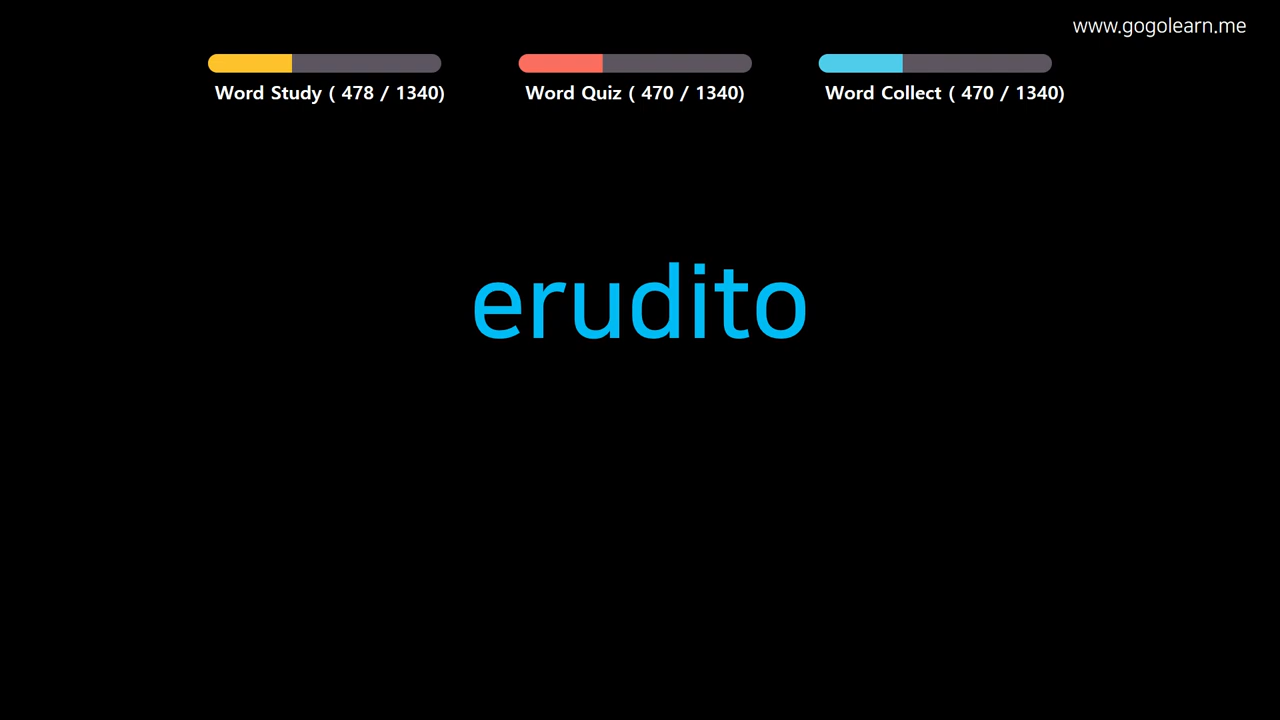 www.gogolearn.me
Word Study ( 478 / 1340)
Word Quiz ( 470 / 1340)
Word Collect ( 470 / 1340)
erudito